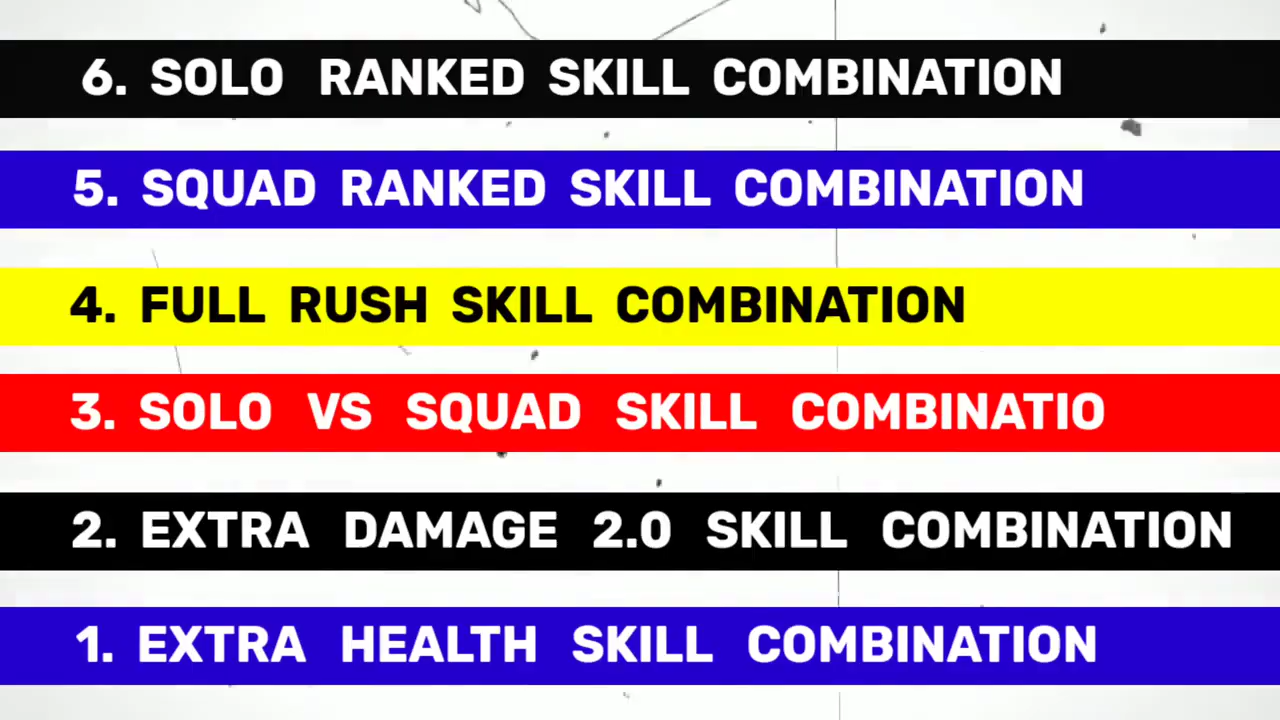 6. SOLO RANKED SKILL COMBINATION
5. SQUAD RANKED SKILL COMBINATION
4. FULL RUSH SKILL COMBINATION
3. SOLO VS SQUAD SKILL COMBINATIO
2. EXTRA DAMAGE 2.0 SKILL COMBINATION
1. EXTRA HEALTH SKILL COMBINATION